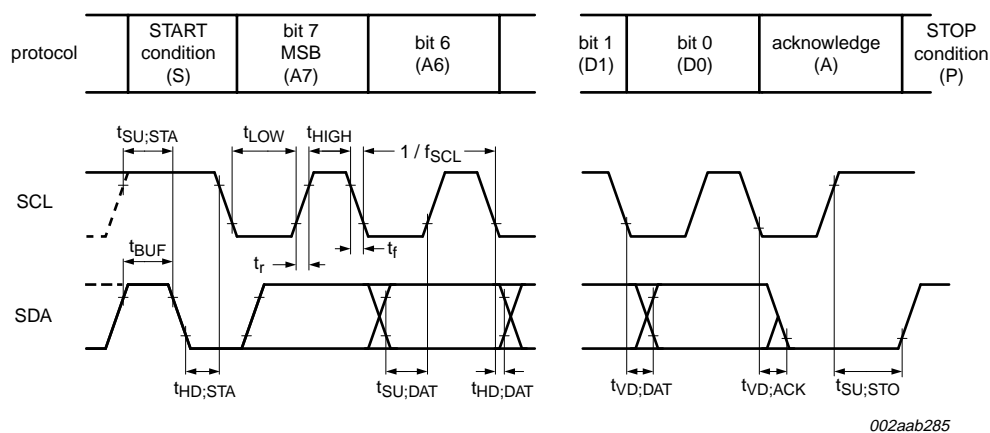 protocol
START condition (S)
bit 7 MSB (A7)
bit 6 (A6)
bit 1 (D1)
bit 0 (D0)
acknowledge (A)
STOP condition (P)
tSU;STA
tLOW
tHIGH
1 / fSCL
SCL
tBUF
tr
tf
SDA
tHD;STA
tSU;DAT
tHD;DAT
tVD;DAT
tVD;ACK
tSU;STO
002aab285